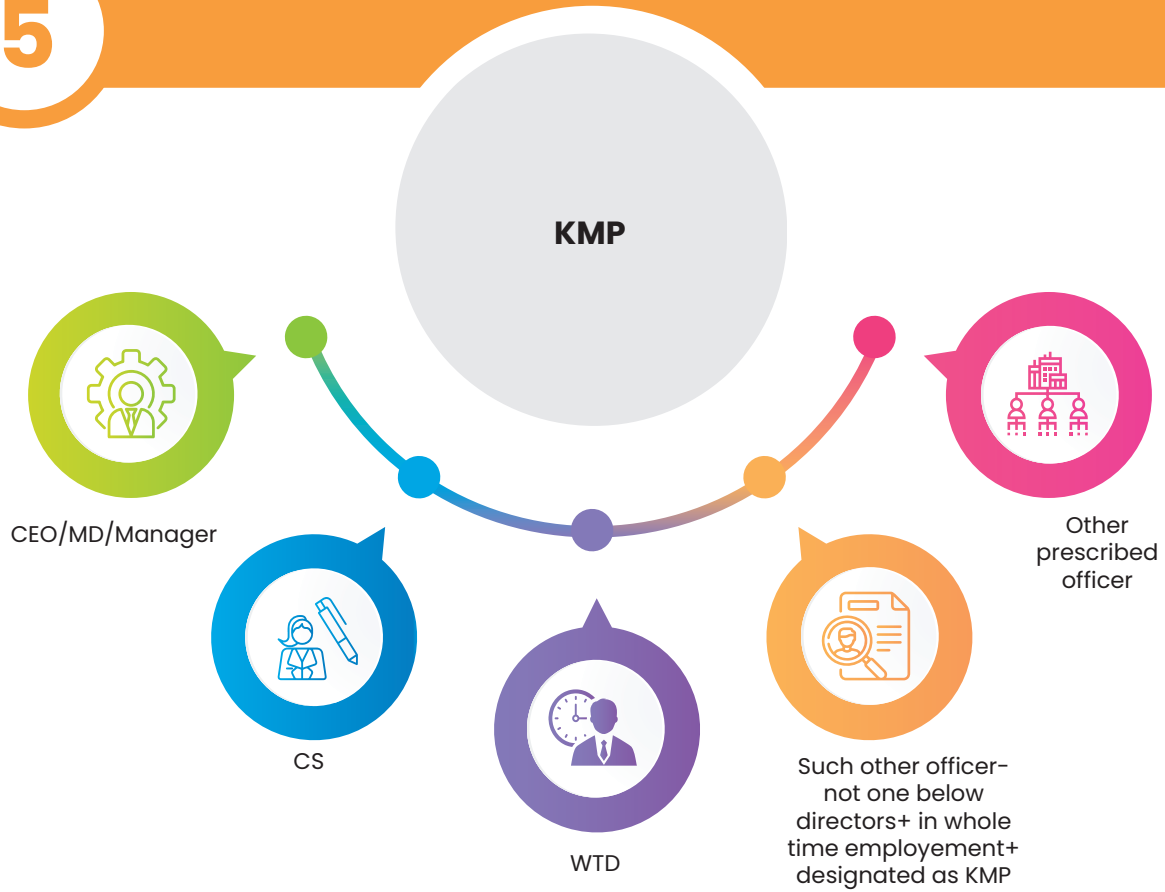 5
KMP
CEO/MD/Manager
CS
WTD
Such other officer-
not one below
directors+ in whole
time employement+
designated as KMP
Other
prescribed
officer